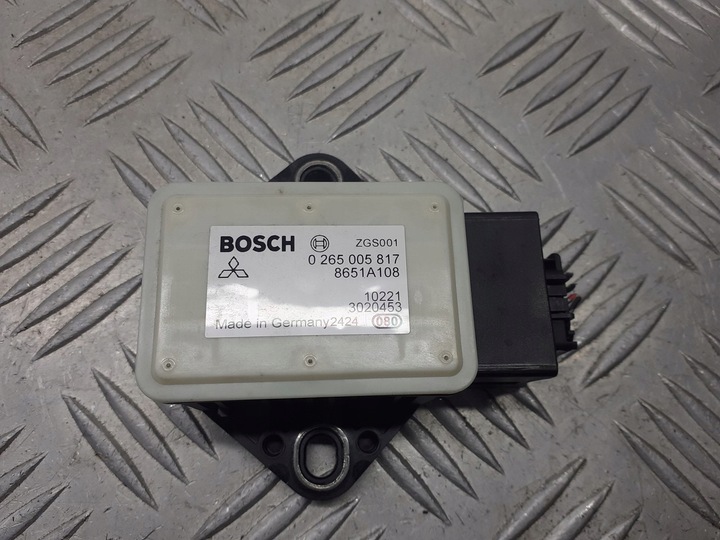 BOSCH ZGS001
0 265 005 817
8651A108
10221
3020453
Made in Germany2424 080